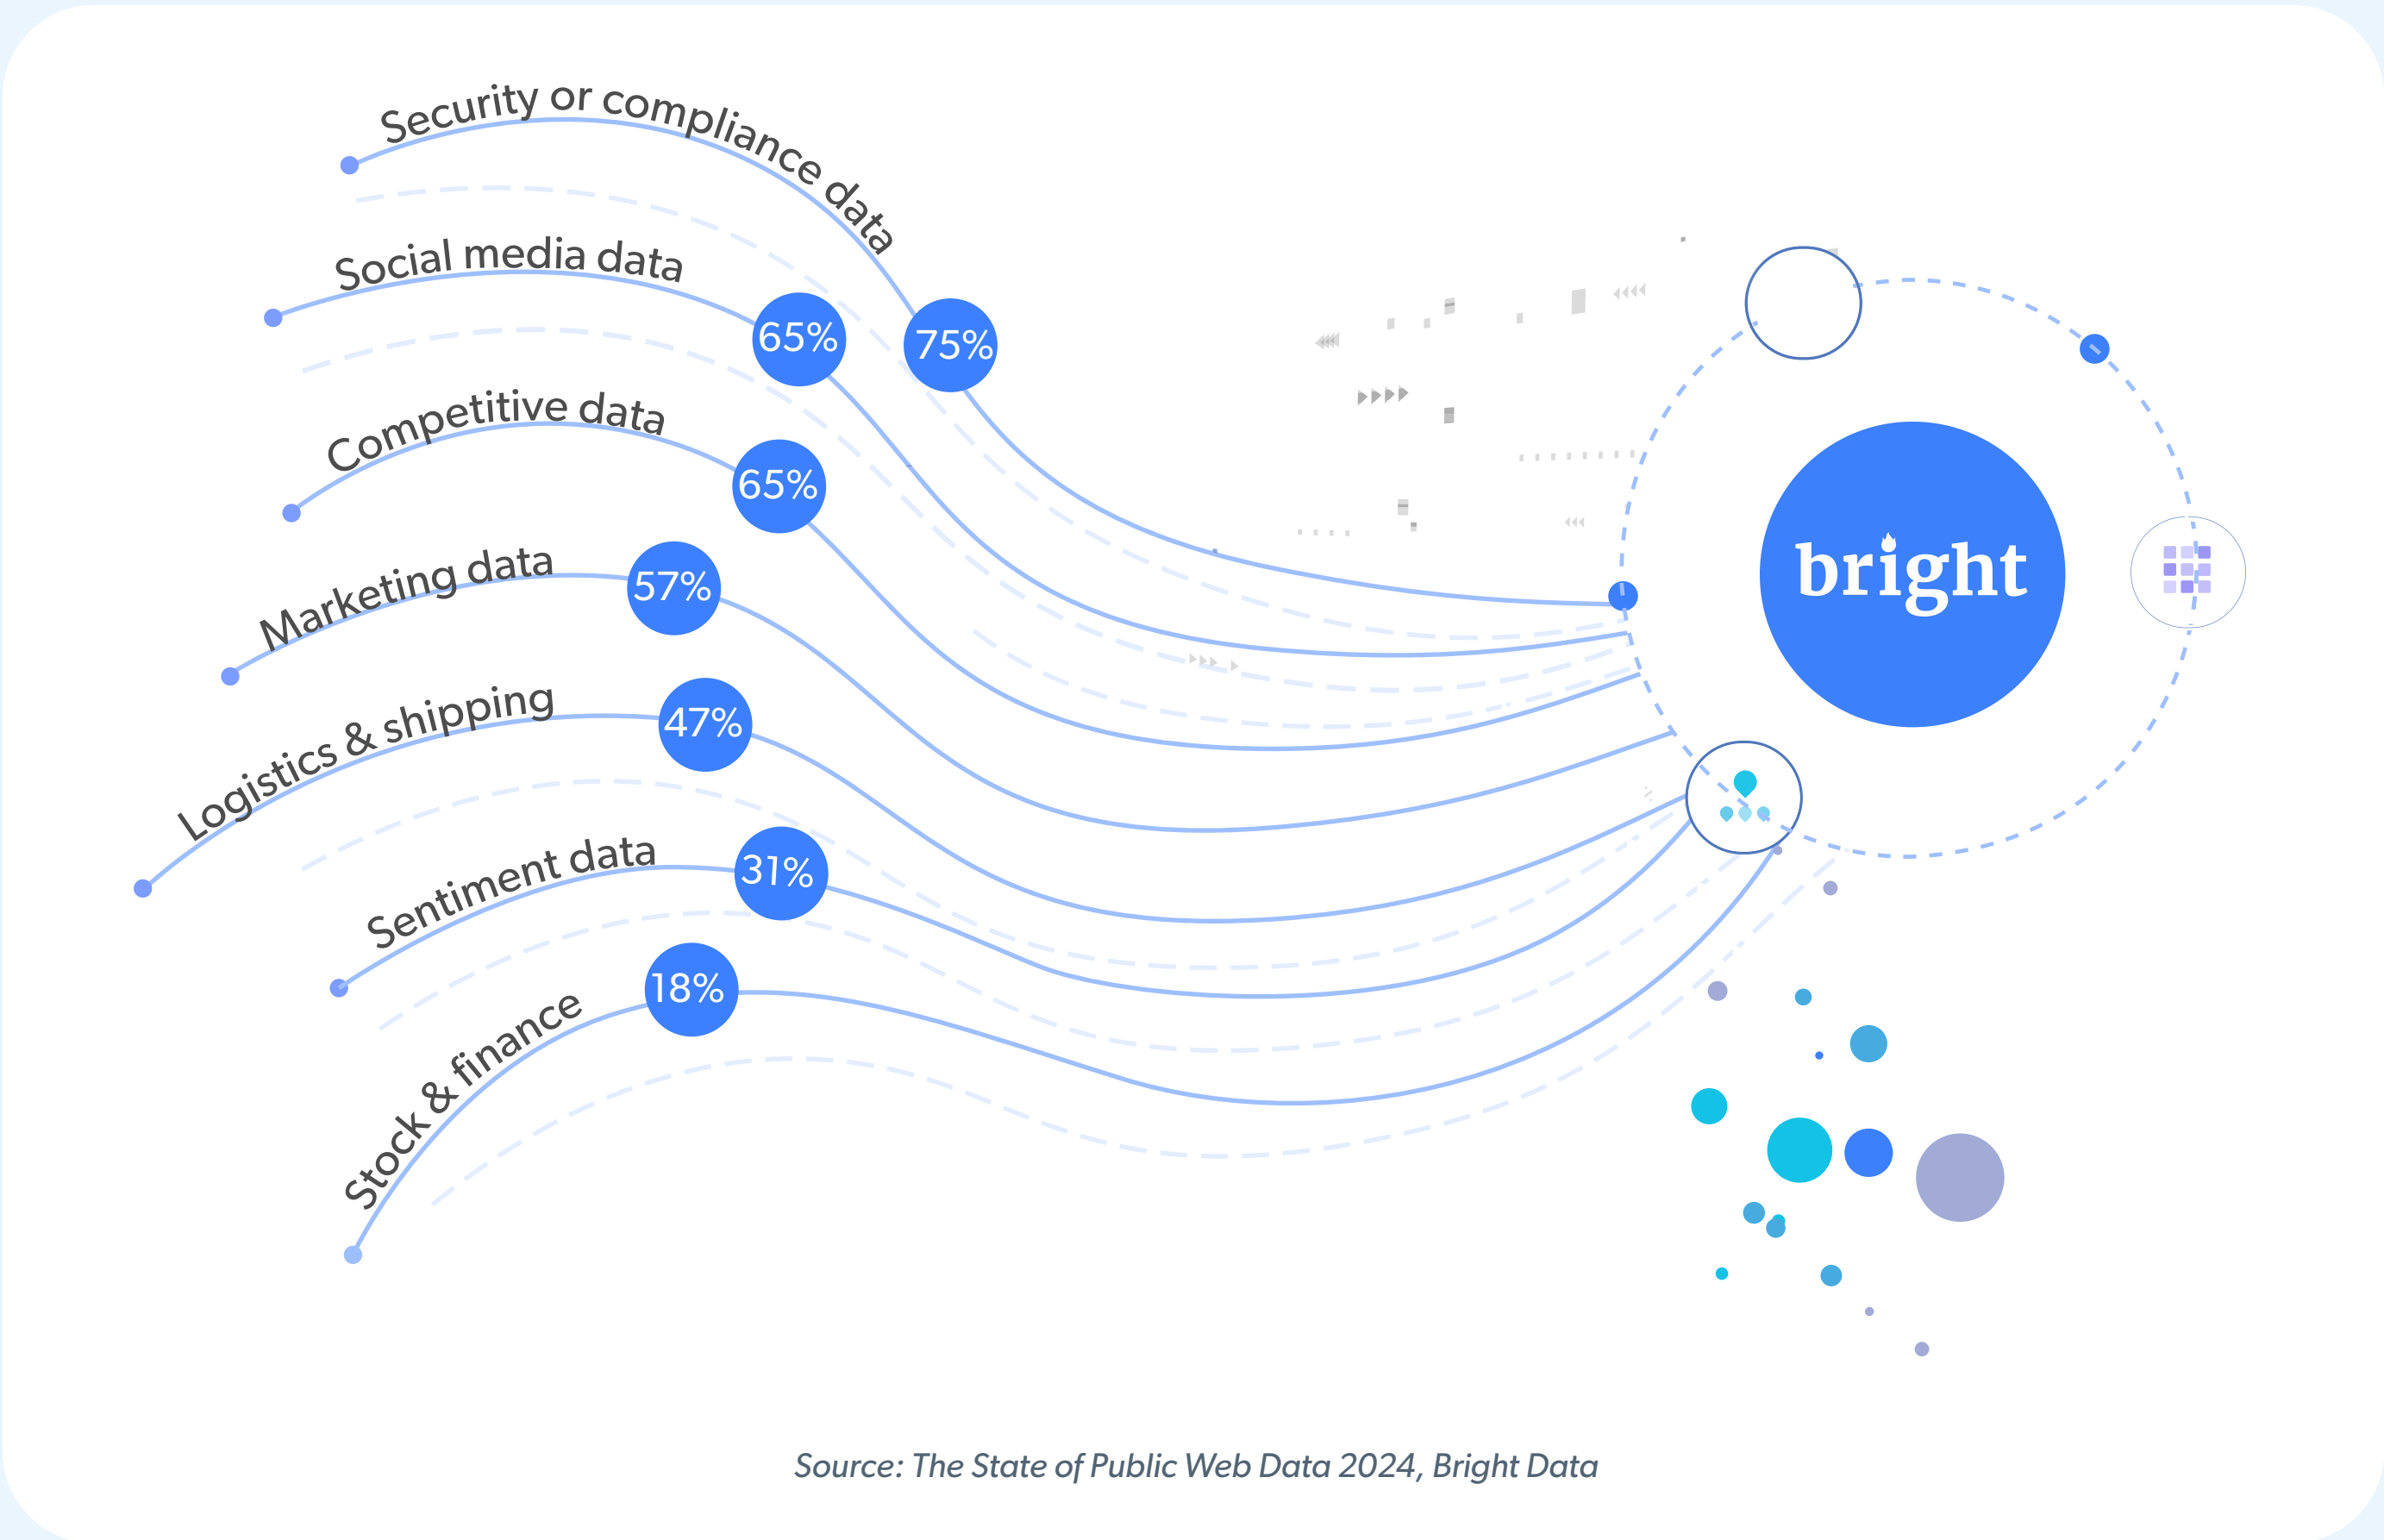 Security or compliance data
75%
Social media data
65%
Competitive data
65%
Marketing data
57%
Logistics & shipping
47%
Sentiment data
31%
Stock & finance
18%
bright
Source: The State of Public Web Data 2024, Bright Data